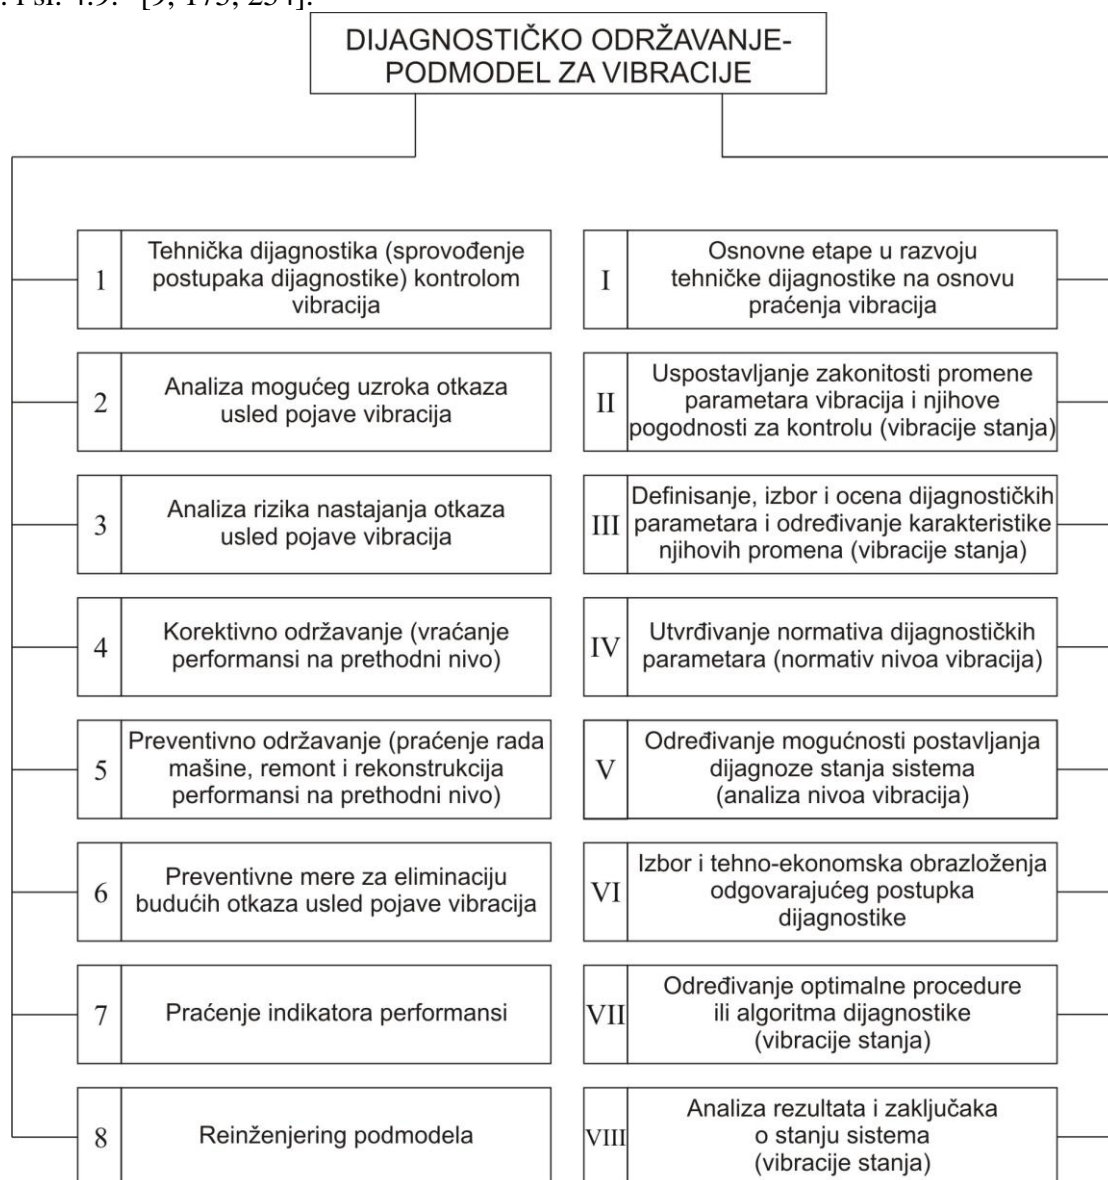 . i sl. 4.9. [9, 173, 234].
DIJAGNOSTIČKO ODRŽAVANJE-
PODMODEL ZA VIBRACIJE
1
Tehnička dijagnostika (sprovođenje
postupaka dijagnostike) kontrolom
vibracija
2
Analiza mogućeg uzroka otkaza
usled pojave vibracija
3
Analiza rizika nastajanja otkaza
usled pojave vibracija
4
Korektivno održavanje (vraćanje
performansi na prethodni nivo)
5
Preventivno održavanje (praćenje rada
mašine, remont i rekonstrukcija
performansi na prethodni nivo)
6
Preventivne mere za eliminaciju
budućih otkaza usled pojave vibracija
7
Praćenje indikatora performansi
8
Reinženjering podmodela
I
Osnovne etape u razvoju
tehničke dijagnostike na osnovu
praćenja vibracija
II
Uspostavljanje zakonitosti promene
parametara vibracija i njihove
pogodnosti za kontrolu (vibracije stanja)
III
Definisanje, izbor i ocena dijagnostičkih
parametara i određivanje karakteristike
njihovih promena (vibracije stanja)
IV
Utvrđivanje normativa dijagnostičkih
parametara (normativ nivoa vibracija)
V
Određivanje mogućnosti postavljanja
dijagnoze stanja sistema
(analiza nivoa vibracija)
VI
Izbor i tehno-ekonomska obrazloženja
odgovarajućeg postupka
dijagnostike
VII
Određivanje optimalne procedure
ili algoritma dijagnostike
(vibracije stanja)
VIII
Analiza rezultata i zaključaka
o stanju sistema
(vibracije stanja)